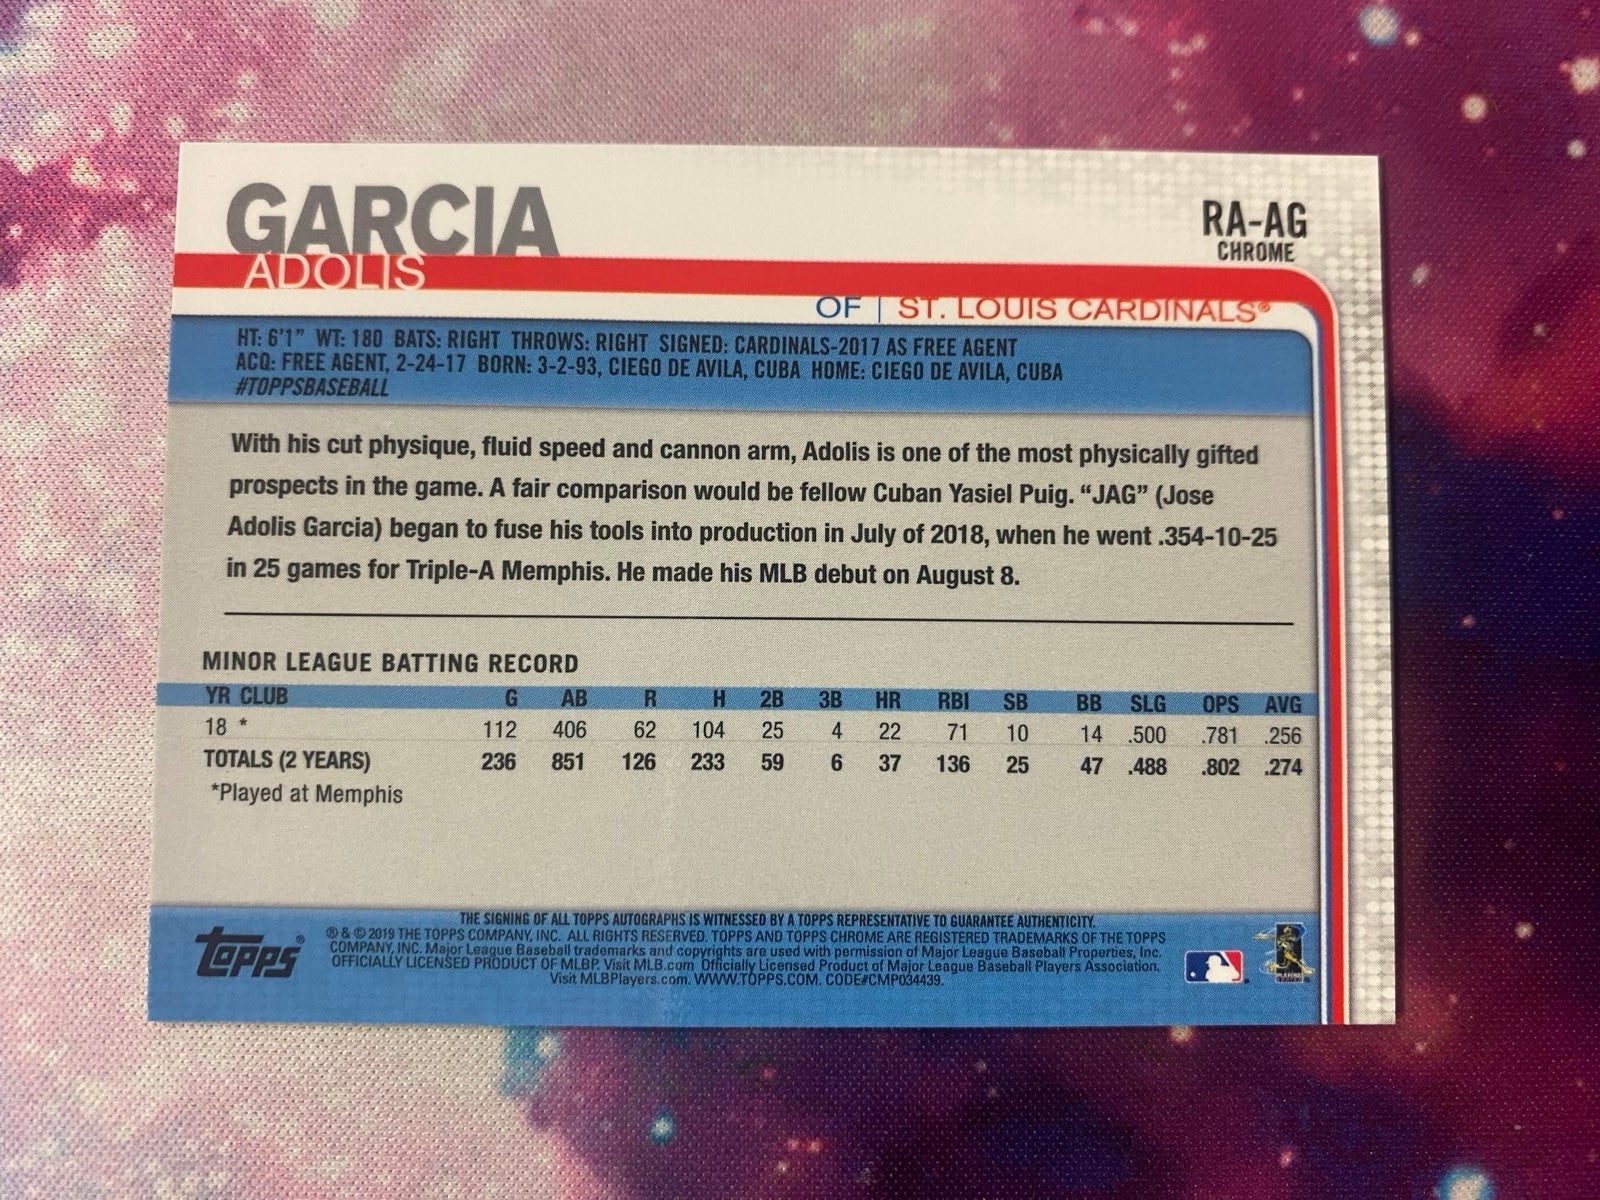 GARCIA
RA-AG
CHROME
ADOLIS
OF | ST. LOUIS CARDINALS®
HT: 6'1" WT: 180 BATS: RIGHT THROWS: RIGHT SIGNED: CARDINALS-2017 AS FREE AGENT
ACQ: FREE AGENT, 2-24-17 BORN: 3-2-93, CIEGO DE AVILA, CUBA HOME: CIEGO DE AVILA, CUBA
#TOPPSBASEBALL
With his cut physique, fluid speed and cannon arm, Adolis is one of the most physically gifted
prospects in the game. A fair comparison would be fellow Cuban Yasiel Puig. “JAG” (Jose
Adolis Garcia) began to fuse his tools into production in July of 2018, when he went .354-10-25
in 25 games for Triple-A Memphis. He made his MLB debut on August 8.
MINOR LEAGUE BATTING RECORD
YR CLUB G AB R H 2B 3B HR RBI SB BB SLG OPS AVG
18 * 112 406 62 104 25 4 22 71 10 14 .500 .781 .256
TOTALS (2 YEARS) 236 851 126 233 59 6 37 136 25 47 .488 .802 .274
*Played at Memphis
THE SIGNING OF ALL TOPPS AUTOGRAPHS IS WITNESSED BY A TOPPS REPRESENTATIVE TO GUARANTEE AUTHENTICITY.
topps®
® & © 2019 THE TOPPS COMPANY, INC. ALL RIGHTS RESERVED. TOPPS AND TOPPS CHROME ARE REGISTERED TRADEMARKS OF THE TOPPS
COMPANY, INC. Major League Baseball trademarks and copyrights are used with permission of Major League Baseball Properties, Inc.
OFFICIALLY LICENSED PRODUCT OF MLBP. Visit MLB.com Officially Licensed Product of Major League Baseball Players Association.
Visit MLBPlayers.com. WWW.TOPPS.COM. CODE#CMP034439.